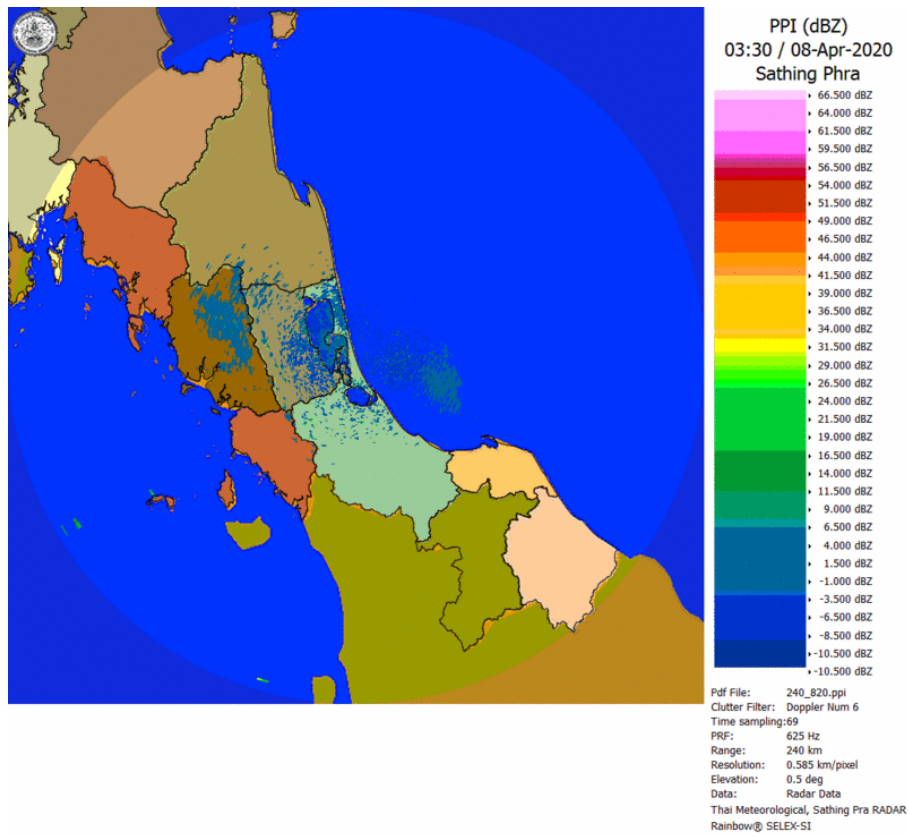 PPI (dBZ)
03:30 / 08-Apr-2020
Sathing Phra
66.500 dBZ
64.000 dBZ
61.500 dBZ
59.500 dBZ
56.500 dBZ
54.000 dBZ
51.500 dBZ
49.000 dBZ
46.500 dBZ
44.000 dBZ
41.500 dBZ
39.000 dBZ
36.500 dBZ
34.000 dBZ
31.500 dBZ
29.000 dBZ
26.500 dBZ
24.000 dBZ
21.500 dBZ
19.000 dBZ
16.500 dBZ
14.000 dBZ
11.500 dBZ
9.000 dBZ
6.500 dBZ
4.000 dBZ
1.500 dBZ
-1.000 dBZ
-3.500 dBZ
-6.500 dBZ
-8.500 dBZ
-10.500 dBZ
-10.500 dBZ
Pdf File: 240_820.ppi
Clutter Filter: Doppler Num 6
Time sampling:69
PRF: 625 Hz
Range: 240 km
Resolution: 0.585 km/pixel
Elevation: 0.5 deg
Data: Radar Data
Thai Meteorological, Sathing Pra RADAR
Rainbow® SELEX-SI